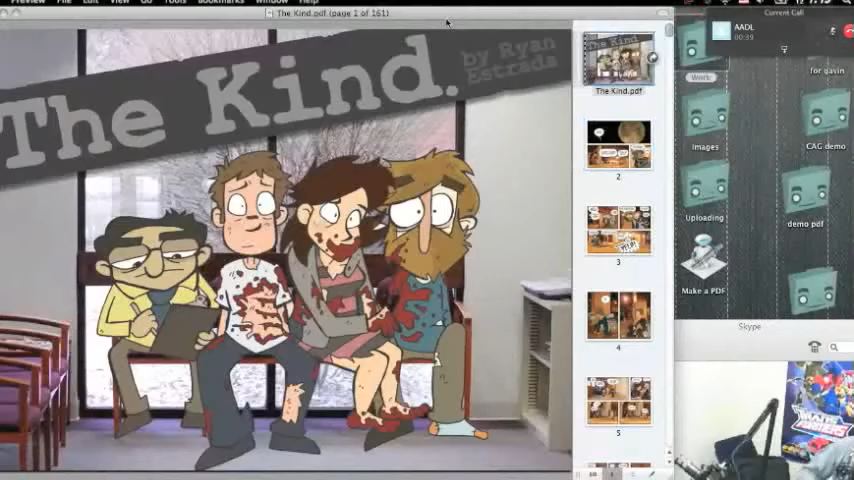 Preview File Edit View Go Tools Bookmarks Window Help
The Kind.pdf (page 1 of 161)
Current Call
AADL
00:39
The Kind.
by Ryan
Estrada
The Kind.pdf
2
3
4
5
Work
for gavin
Images
CAG demo
Uploading
demo pdf
Make a PDF
Skype
TRANSFORMERS